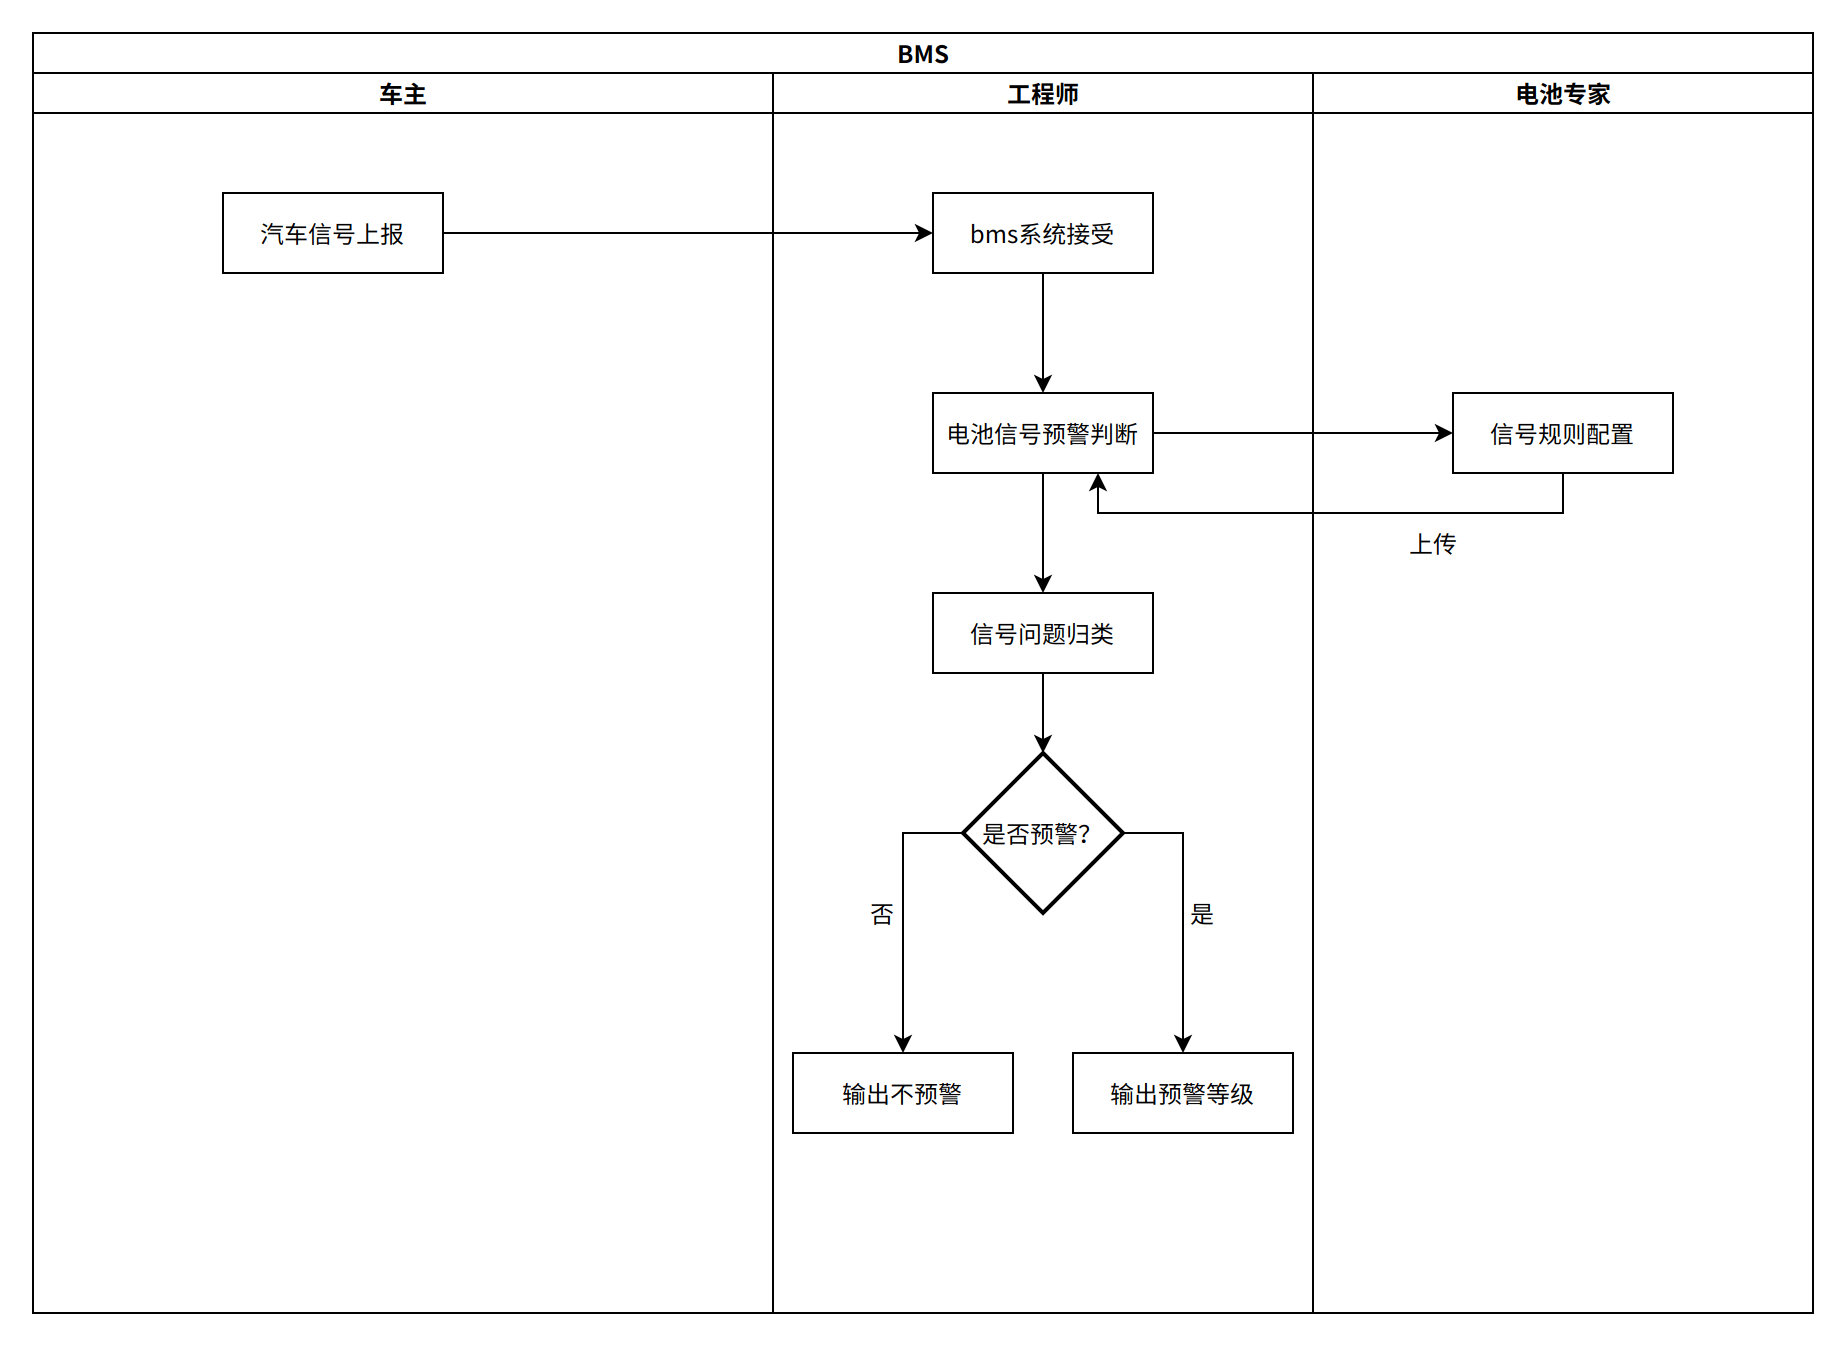 BMS
车主
工程师
电池专家
汽车信号上报
bms系统接受
电池信号预警判断
信号规则配置
上传
信号问题归类
是否预警？
否
是
输出不预警
输出预警等级